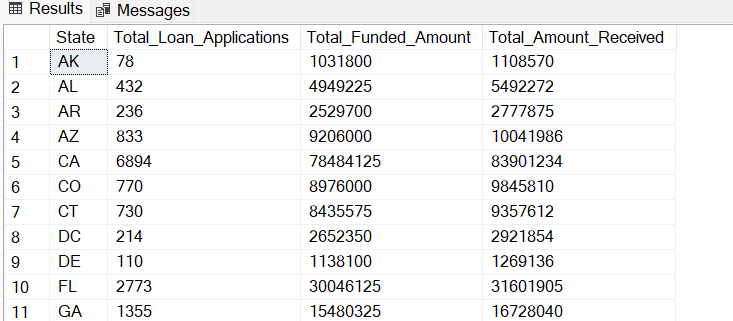 Results Messages
State Total_Loan_Applications Total_Funded_Amount Total_Amount_Received
1 AK 78 1031800 1108570
2 AL 432 4949225 5492272
3 AR 236 2529700 2777875
4 AZ 833 9206000 10041986
5 CA 6894 78484125 83901234
6 CO 770 8976000 9845810
7 CT 730 8435575 9357612
8 DC 214 2652350 2921854
9 DE 110 1138100 1269136
10 FL 2773 30046125 31601905
11 GA 1355 15480325 16728040